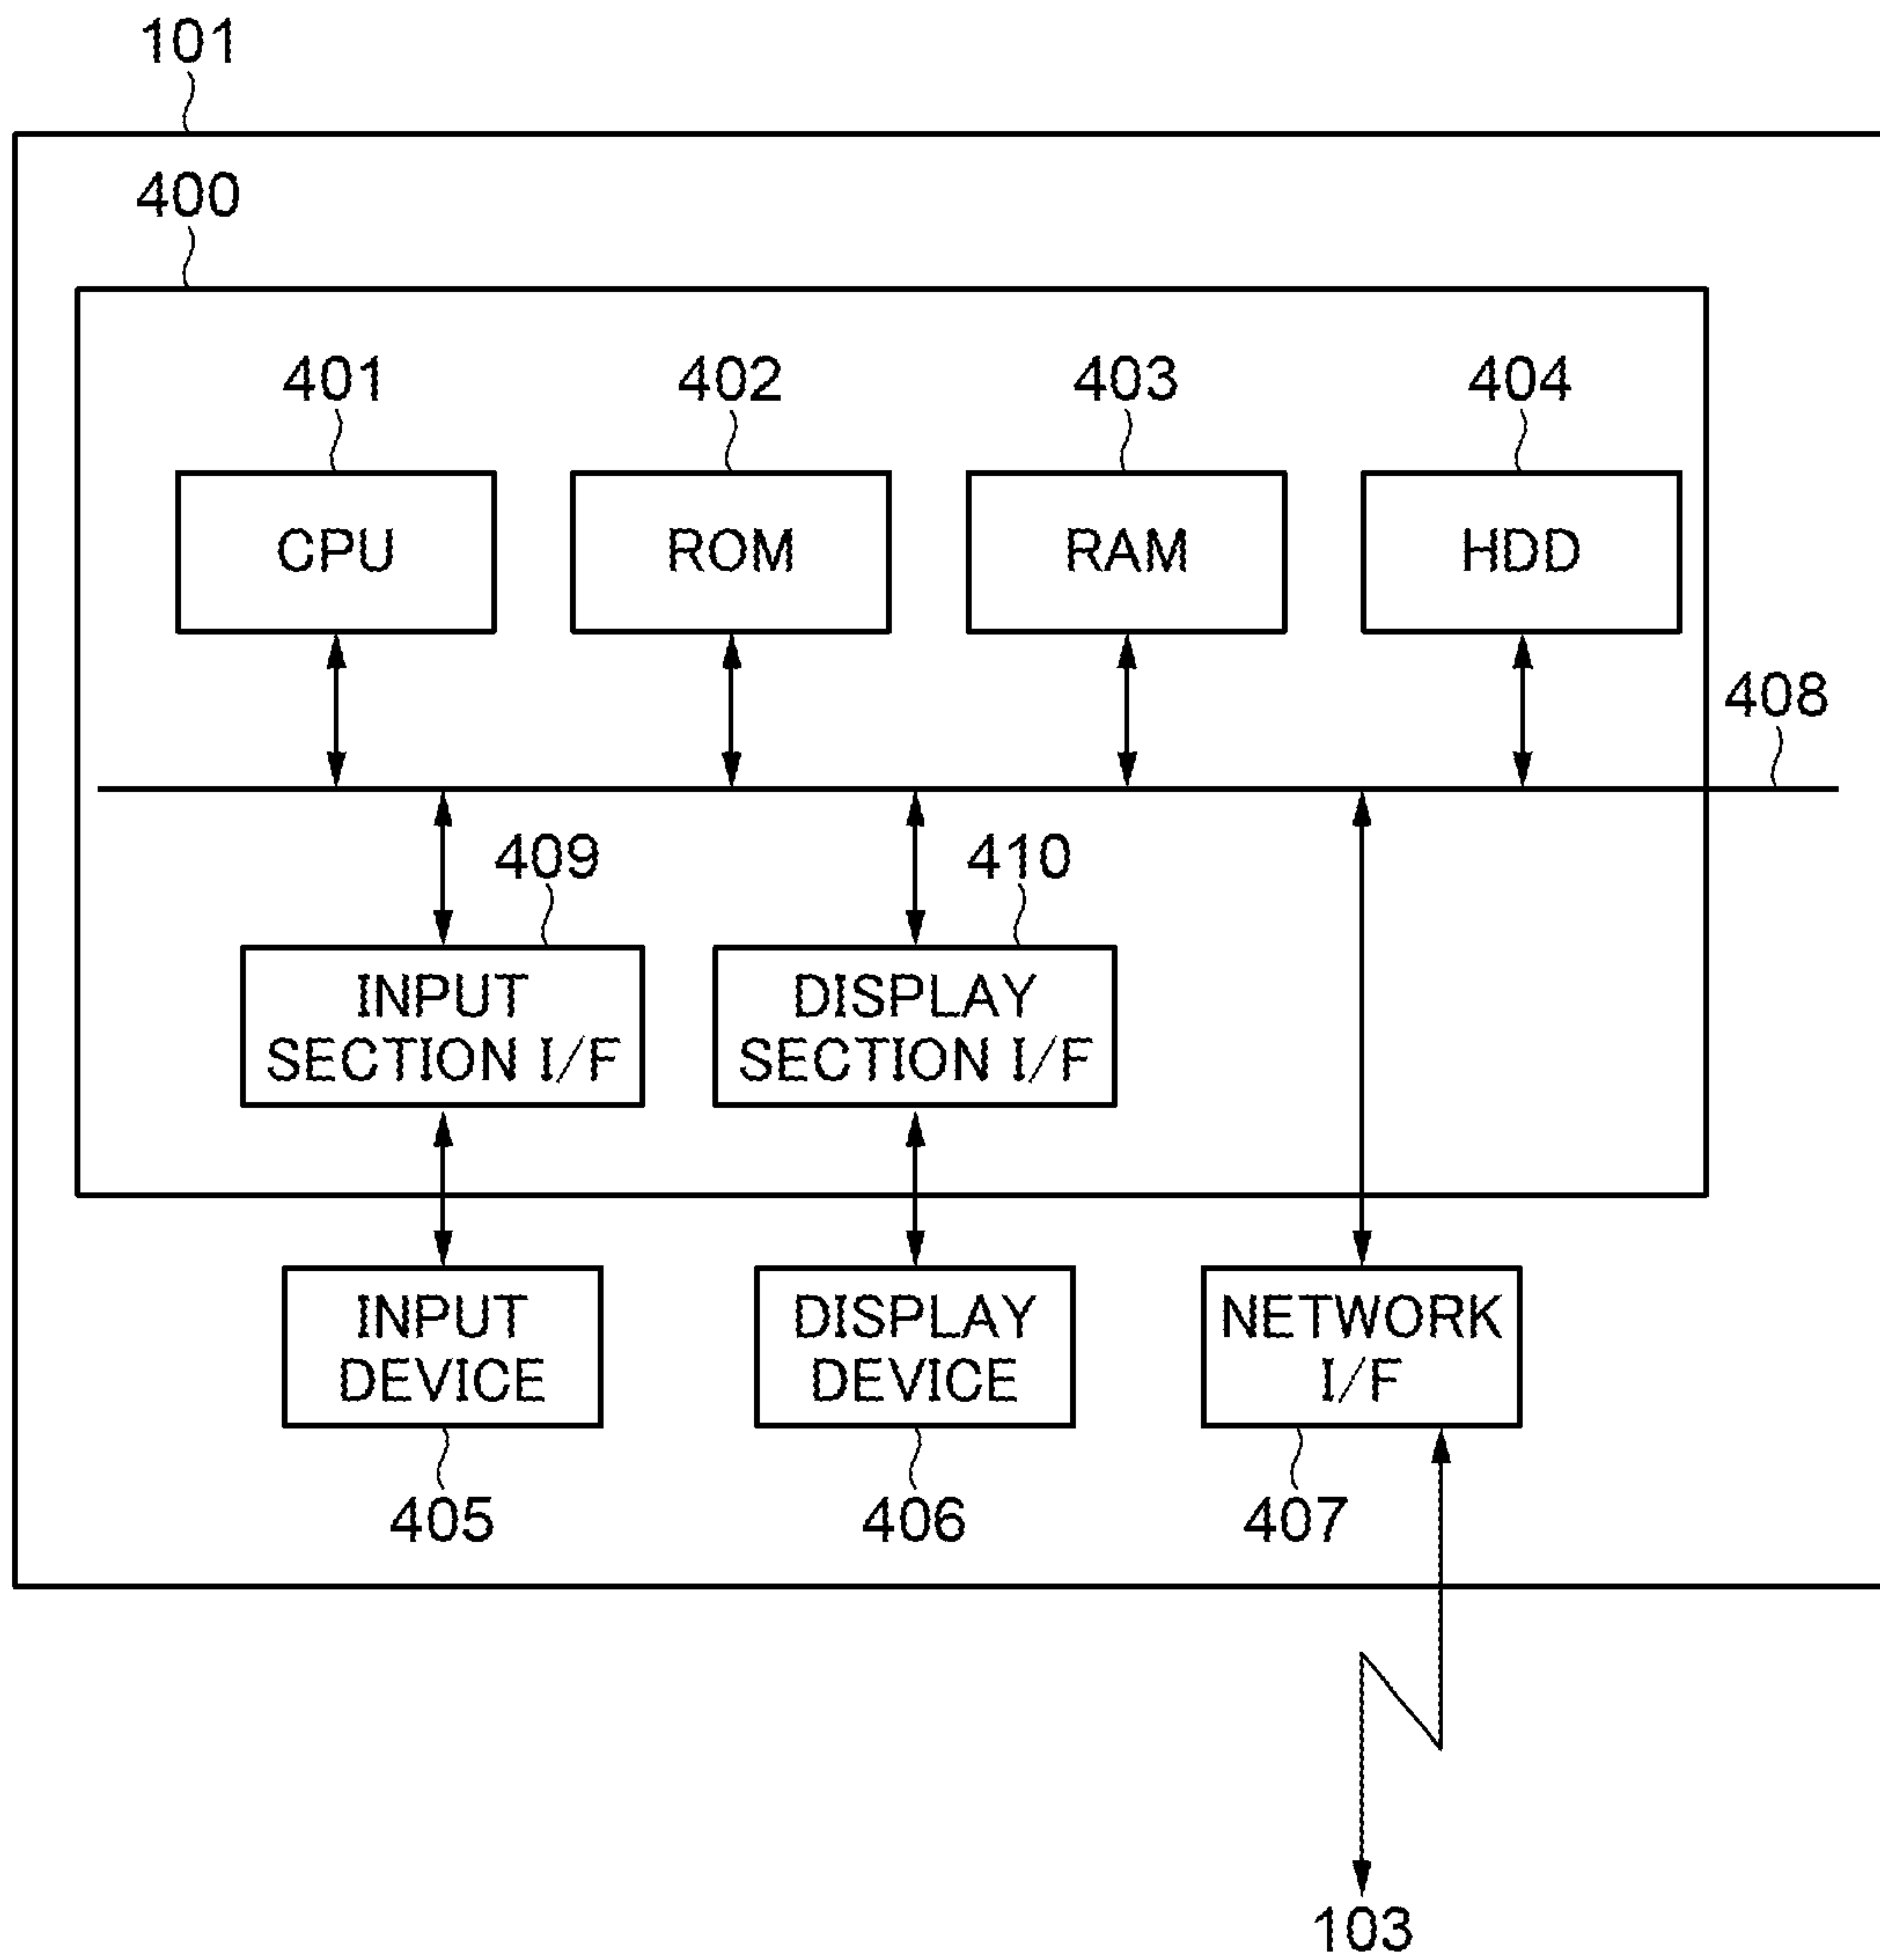 101
400
401
402
403
404
CPU
ROM
RAM
HDD
408
409
410
INPUT
SECTION I/F
DISPLAY
SECTION I/F
INPUT
DEVICE
DISPLAY
DEVICE
NETWORK
I/F
405
406
407
103